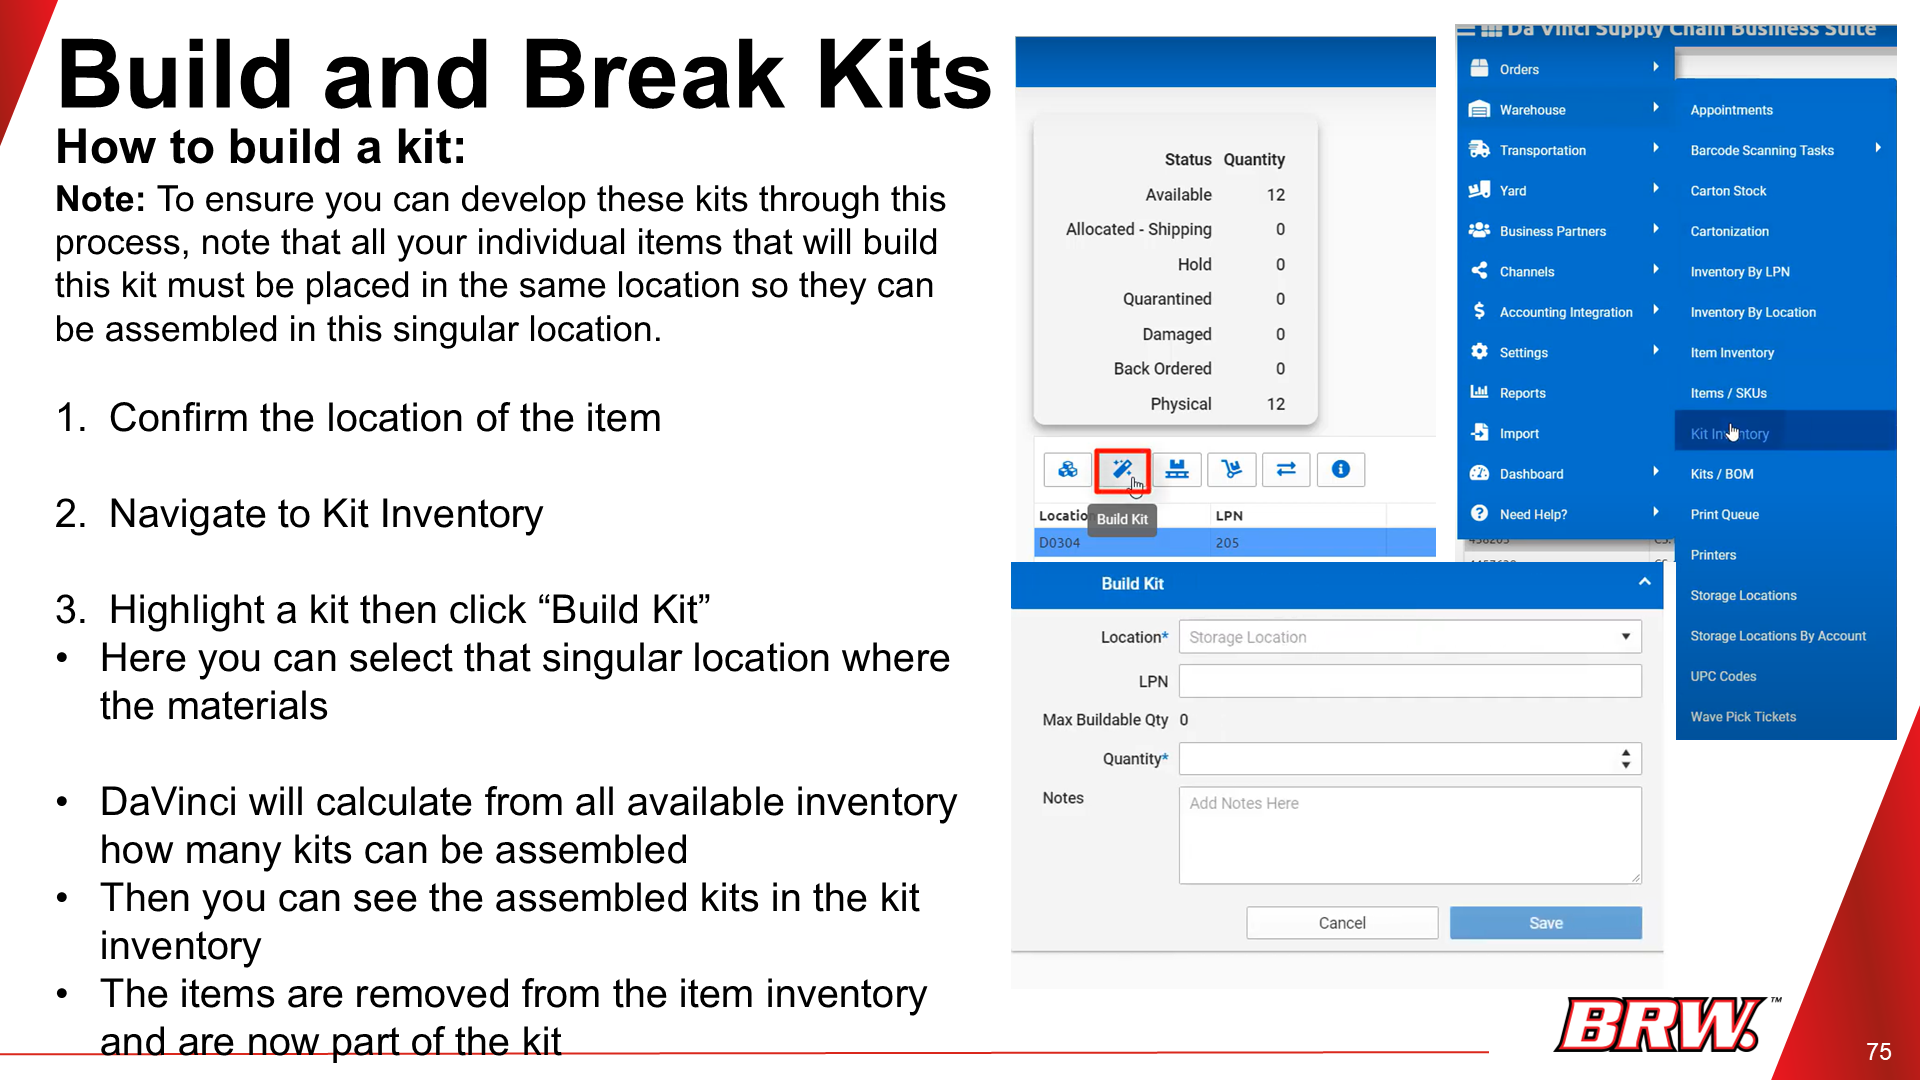 Build and Break Kits
How to build a kit:
Note: To ensure you can develop these kits through this
process, note that all your individual items that will build
this kit must be placed in the same location so they can
be assembled in this singular location.
1. Confirm the location of the item
2. Navigate to Kit Inventory
3. Highlight a kit then click “Build Kit”
• Here you can select that singular location where
the materials
• DaVinci will calculate from all available inventory
how many kits can be assembled
• Then you can see the assembled kits in the kit
inventory
• The items are removed from the item inventory
and are now part of the kit
Status Quantity
Available 12
Allocated - Shipping 0
Hold 0
Quarantined 0
Damaged 0
Back Ordered 0
Physical 12
Build Kit
LPN
D0304 205
Da Vinci Supply Chain Business Suite
Orders
Warehouse
Transportation
Yard
Business Partners
Channels
Accounting Integration
Settings
Reports
Import
Dashboard
Need Help?
Appointments
Barcode Scanning Tasks
Carton Stock
Cartonization
Inventory By LPN
Inventory By Location
Item Inventory
Items / SKUs
Kit Inventory
Kits / BOM
Print Queue
Printers
Storage Locations
Storage Locations By Account
UPC Codes
Wave Pick Tickets
Build Kit
Location* Storage Location
LPN
Max Buildable Qty 0
Quantity*
Notes Add Notes Here
Cancel Save
BRW. ™
75